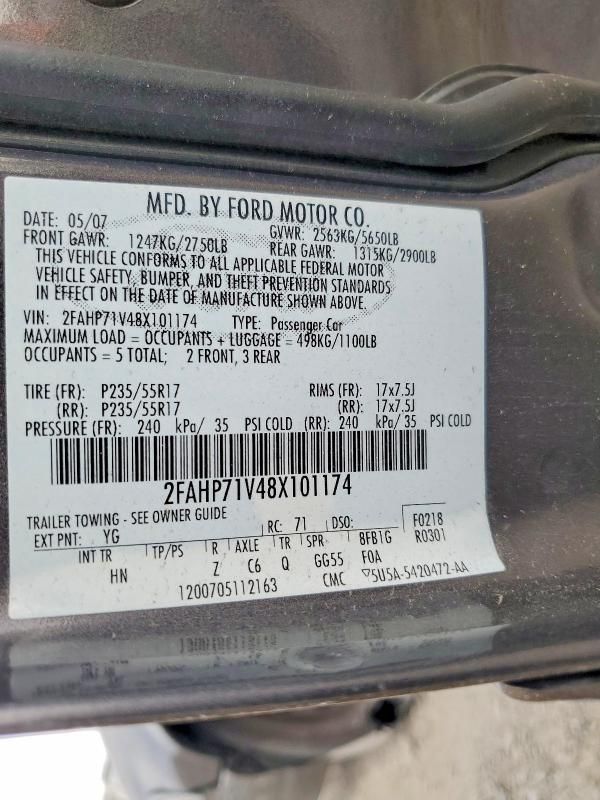 MFD. BY FORD MOTOR CO.
DATE: 05/07 GVWR: 2563KG/5650LB
FRONT GAWR: 1247KG/2750LB REAR GAWR: 1315KG/2900LB
THIS VEHICLE CONFORMS TO ALL APPLICABLE FEDERAL MOTOR
VEHICLE SAFETY, BUMPER, AND THEFT PREVENTION STANDARDS
IN EFFECT ON THE DATE OF MANUFACTURE SHOWN ABOVE.
VIN: 2FAHP71V48X101174 TYPE: Passenger Car
MAXIMUM LOAD = OCCUPANTS + LUGGAGE = 498KG/1100LB
OCCUPANTS = 5 TOTAL; 2 FRONT, 3 REAR
TIRE (FR): P235/55R17 RIMS (FR): 17x7.5J
(RR): P235/55R17 (RR): 17x7.5J
PRESSURE (FR): 240 kPa/ 35 PSI COLD (RR): 240 kPa/ 35 PSI COLD
2FAHP71V48X101174
TRAILER TOWING - SEE OWNER GUIDE
EXT PNT: YG RC: 71 DSO: F0218
R0301
INT TR TP/PS R AXLE TR SPR 8FB1G
HN Z C6 Q GG55 F0A
1200705112163 CMC ▽5U5A-5420472-AA